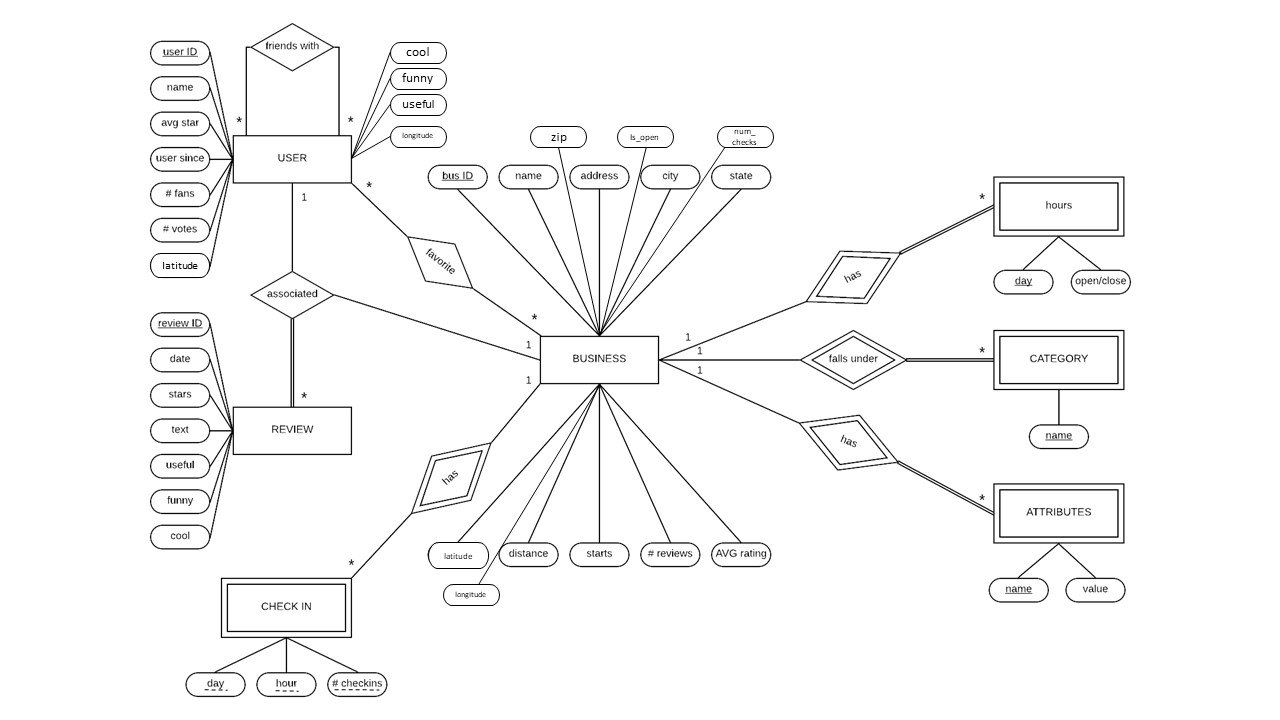 friends with
user ID
name
avg star
user since
# fans
# votes
latitude
cool
funny
useful
longitude
*
*
USER
1
*
favorite
*
associated
1
1
*
review ID
date
stars
text
useful
funny
cool
REVIEW
zip
Is_open
num_
checks
bus ID
name
address
city
state
BUSINESS
1
1
1
has
*
hours
day
open/close
falls under
*
CATEGORY
name
has
*
ATTRIBUTES
name
value
has
*
latitude
distance
starts
# reviews
AVG rating
longitude
CHECK IN
day
hour
# checkins